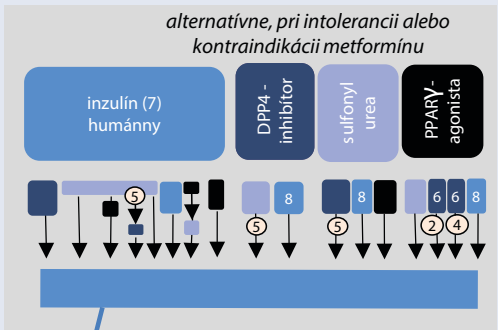 alternatívne, pri intolerancii alebo
kontraindikácii metformínu
inzulín (7)
humánny
DPP4 -
inhibítor
sulfonyl
urea
PPARɣ-
agonista
5
8
8
6
6
8
5
5
2
4